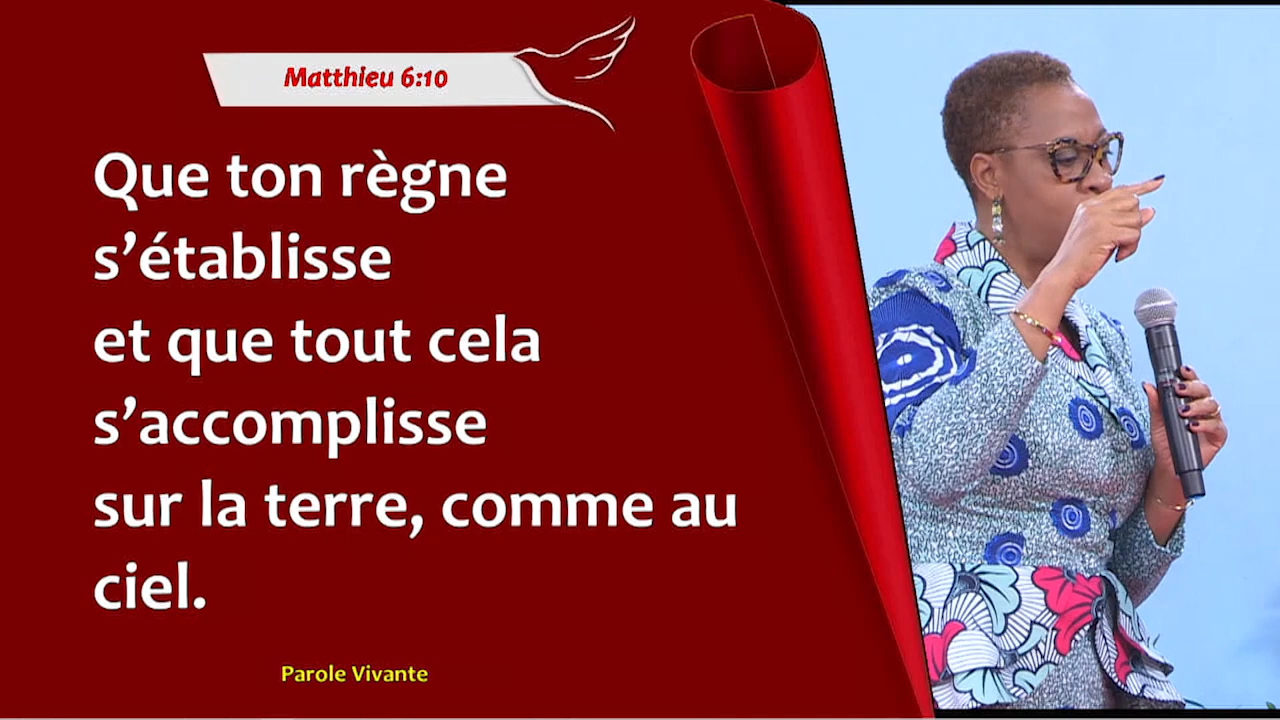 Matthieu 6:10
Que ton règne
s’établisse
et que tout cela
s’accomplisse
sur la terre, comme au
ciel.
Parole Vivante